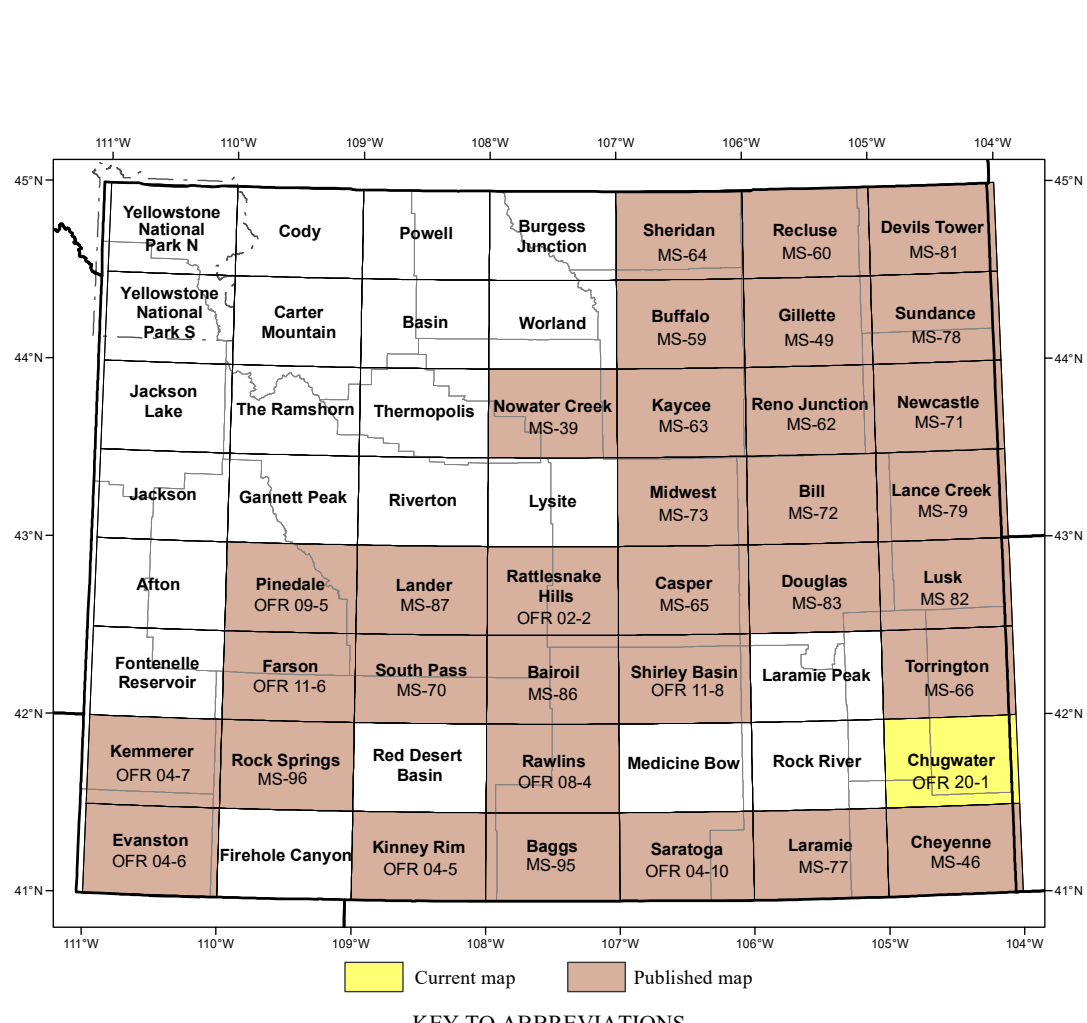 111°W 110°W 109°W 108°W 107°W 106°W 105°W 104°W
45°N 45°N
Yellowstone
National
Park N
Cody
Powell
Burgess
Junction
Sheridan
MS-64
Recluse
MS-60
Devils Tower
MS-81
Yellowstone
National
Park S
Carter
Mountain
Basin
Worland
Buffalo
MS-59
Gillette
MS-49
Sundance
MS-78
44°N 44°N
Jackson
Lake
The Ramshorn
Thermopolis
Nowater Creek
MS-39
Kaycee
MS-63
Reno Junction
MS-62
Newcastle
MS-71
Jackson
Gannett Peak
Riverton
Lysite
Midwest
MS-73
Bill
MS-72
Lance Creek
MS-79
43°N 43°N
Afton
Pinedale
OFR 09-5
Lander
MS-87
Rattlesnake
Hills
OFR 02-2
Casper
MS-65
Douglas
MS-83
Lusk
MS 82
Fontenelle
Reservoir
Farson
OFR 11-6
South Pass
MS-70
Bairoil
MS-86
Shirley Basin
OFR 11-8
Laramie Peak
Torrington
MS-66
42°N 42°N
Kemmerer
OFR 04-7
Rock Springs
MS-96
Red Desert
Basin
Rawlins
OFR 08-4
Medicine Bow
Rock River
Chugwater
OFR 20-1
Evanston
OFR 04-6
Firehole Canyon
Kinney Rim
OFR 04-5
Baggs
MS-95
Saratoga
OFR 04-10
Laramie
MS-77
Cheyenne
MS-46
41°N 41°N
111°W 110°W 109°W 108°W 107°W 106°W 105°W 104°W
Current map Published map
KEY TO ABBREVIATIONS